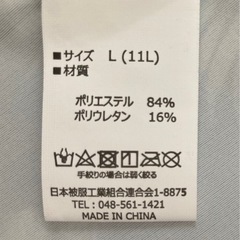 ■サイズ L (11L)
■材質
ポリエステル 84%
ポリウレタン 16%
手絞りの場合は弱く絞る
日本被服工業組合連合会1-8875
TEL: 048-561-1421
MADE IN CHINA